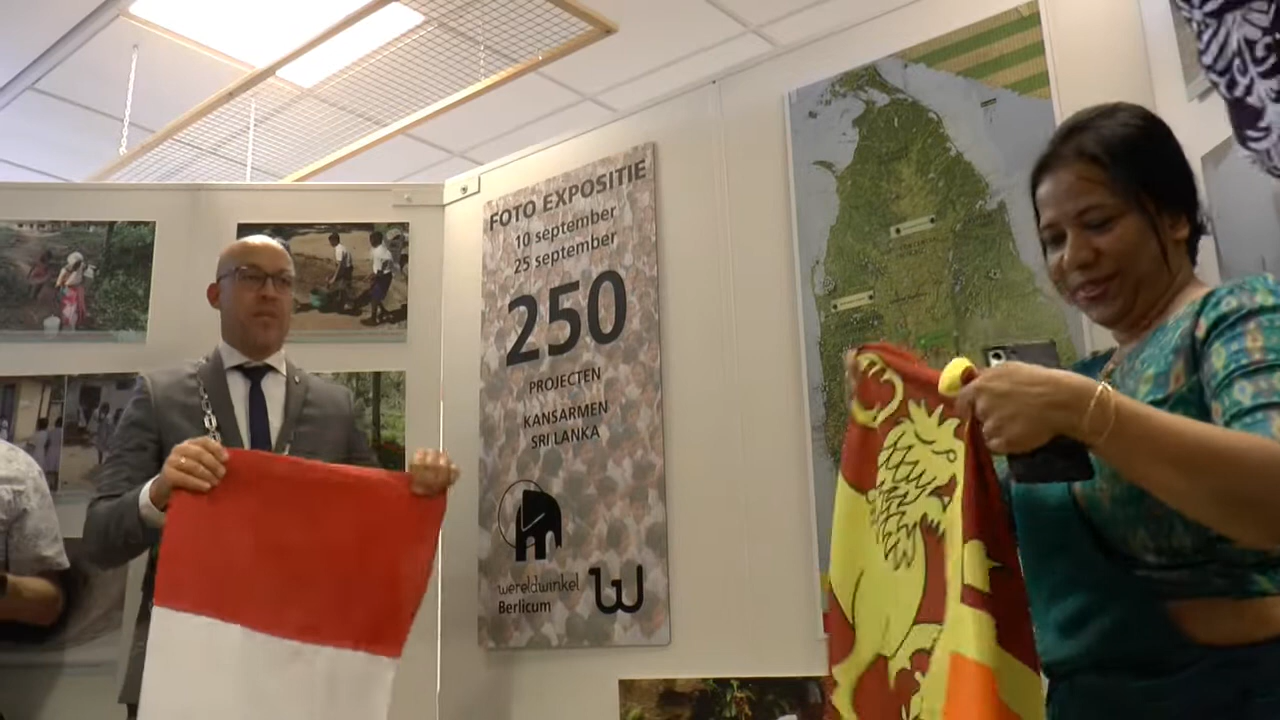 FOTO EXPOSITIE
10 september
25 september
250
PROJECTEN
KANSARMEN
SRI LANKA
wereldwinkel
Berlicum
W